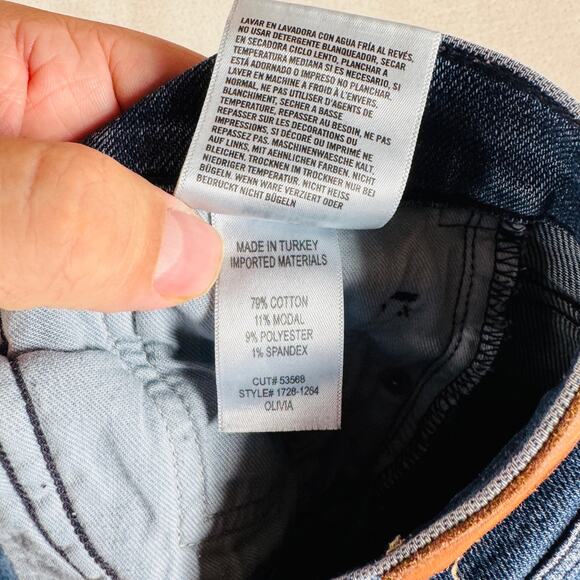 LAVAR EN LAVADORA CON AGUA FRÍA AL REVÉS.
NO USAR DETERGENTE BLANQUEADOR, SECAR
EN SECADORA CICLO LENTO, PLANCHAR A
TEMPERATURA MEDIANA SI ES NECESARIO, SI
ESTÁ ADORNADO O IMPRESO NO PLANCHAR.
LAVER EN MACHINE A FROID À L'ENVERS.
NORMAL, NE PAS UTILISER D'AGENTS DE
BLANCHIMENT, SECHER A BASSE
TEMPERATURE, REPASSER AU BESOIN, NE PAS
REPASSER SUR LES DECORATIONS OU
IMPRESSIONS, SI DÉCORE OU IMPRIMÉ NE
REPASSEZ PAS. MASCHINENWAESCHE KALT,
AUF LINKS, MIT AEHNLICHEN FARBEN. NICHT
BLEICHEN, TROCKNEN IM TROCKNER NUR BEI
NIEDRIGER TEMPERATUR. NICHT HEISS
BÜGELN. WENN WARE VERZIERT ODER
BEDRUCKT NICHT BÜGELN
MADE IN TURKEY
IMPORTED MATERIALS
79% COTTON
11% MODAL
9% POLYESTER
1% SPANDEX
CUT# 53568
STYLE# 1728-1264
OLIVIA